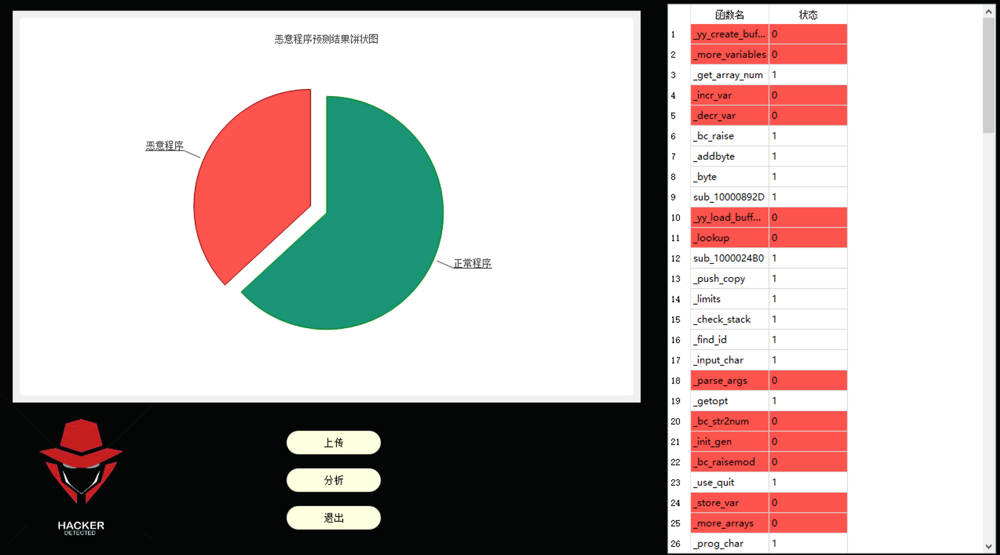 恶意程序预测结果饼状图
恶意程序
正常程序
HACKER
DETECTED
上传
分析
退出
函数名 状态
1 _yy_create_buf... 0
2 _more_variables 0
3 _get_array_num 1
4 _incr_var 0
5 _decr_var 0
6 _bc_raise 1
7 _addbyte 1
8 _byte 1
9 sub_10000892D 1
10 _yy_load_buff... 0
11 _lookup 0
12 sub_1000024B0 1
13 _push_copy 1
14 _limits 1
15 _check_stack 1
16 _find_id 1
17 _input_char 1
18 _parse_args 0
19 _getopt 1
20 _bc_str2num 0
21 _init_gen 0
22 _bc_raisemod 0
23 _use_quit 1
24 _store_var 0
25 _more_arrays 0
26 _prog_char 1